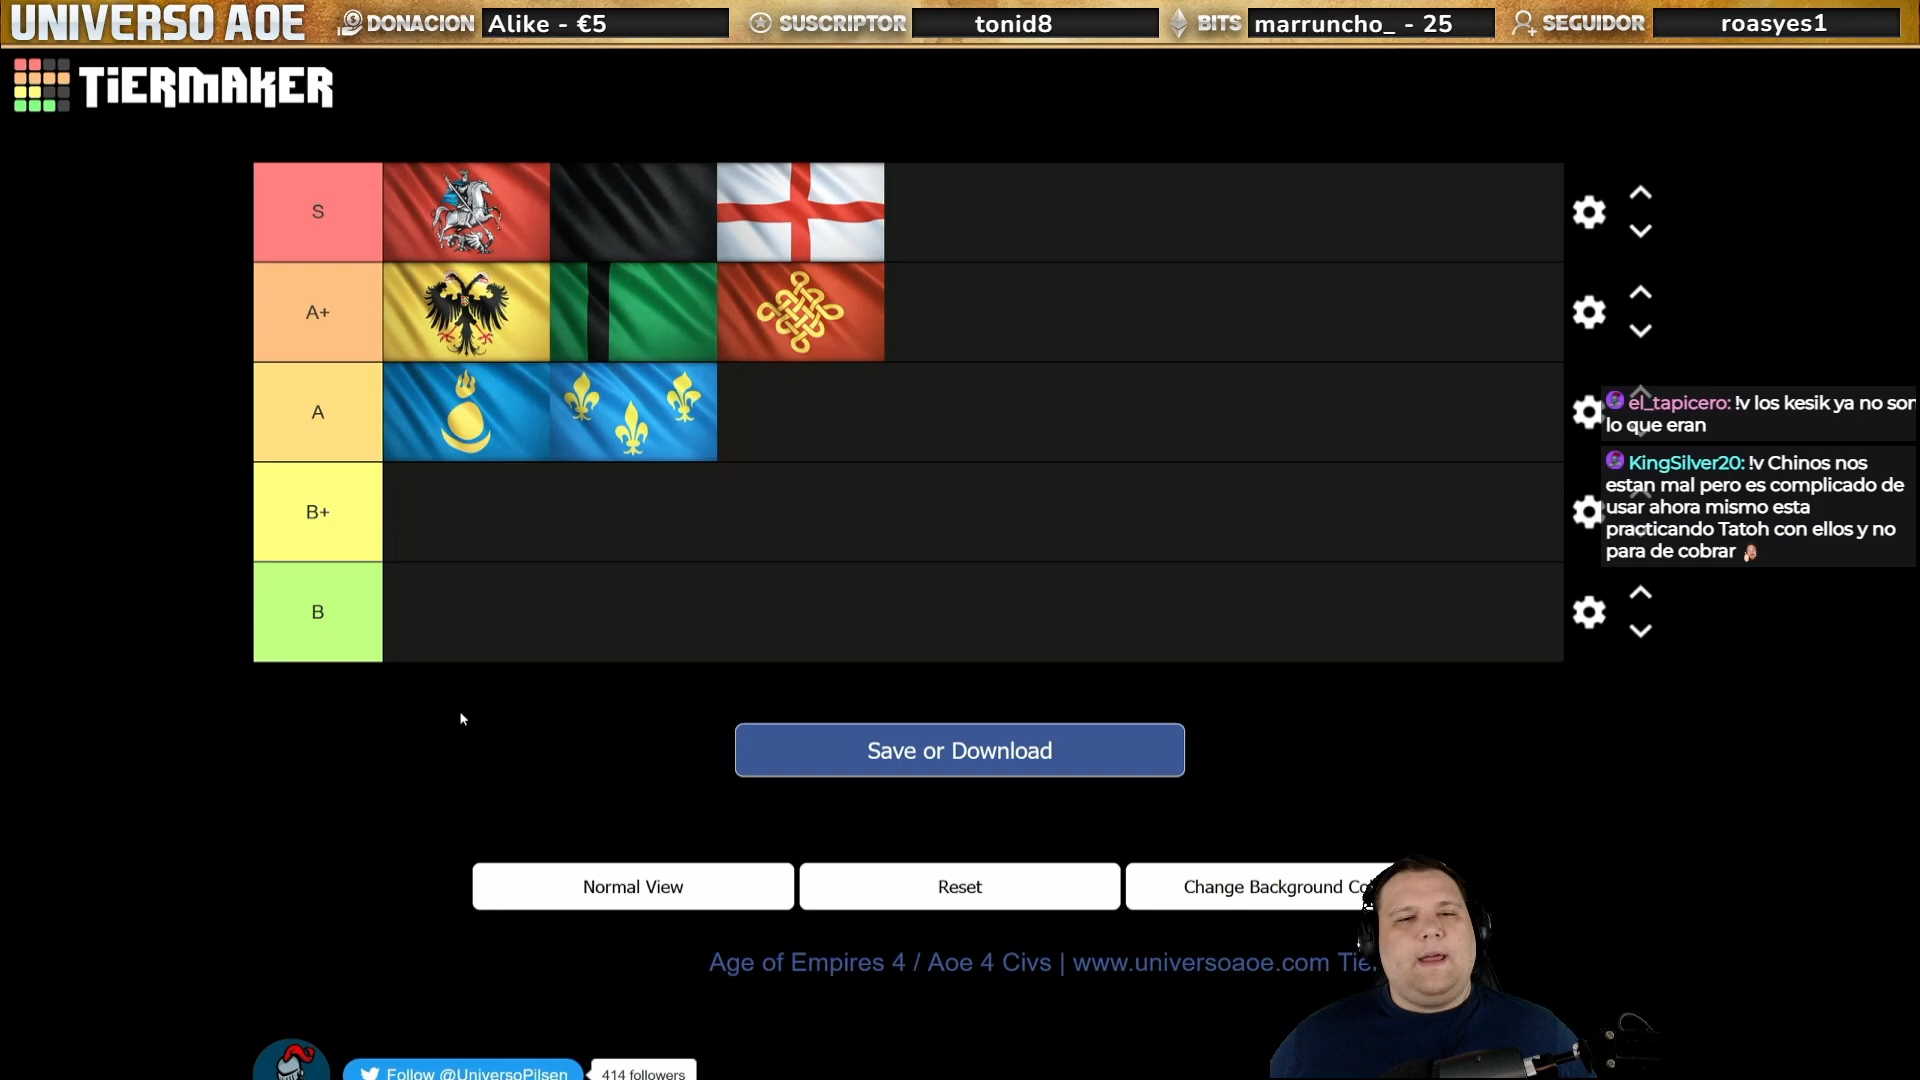 UNIVERSO AOE
DONACION
Alike - €5
SUSCRIPTOR
tonid8
BITS
marruncho_ - 25
SEGUIDOR
roasyes1
TiERMAKER
S
A+
A
B+
B
el_tapicero: !v los kesik ya no son
lo que eran
KingSilver20: !v Chinos nos
estan mal pero es complicado de
usar ahora mismo esta
practicando Tatoh con ellos y no
para de cobrar
Save or Download
Normal View
Reset
Change Background Co
Age of Empires 4 / Aoe 4 Civs | www.universoaoe.com Tie
Follow @UniversoPilsen
414 followers